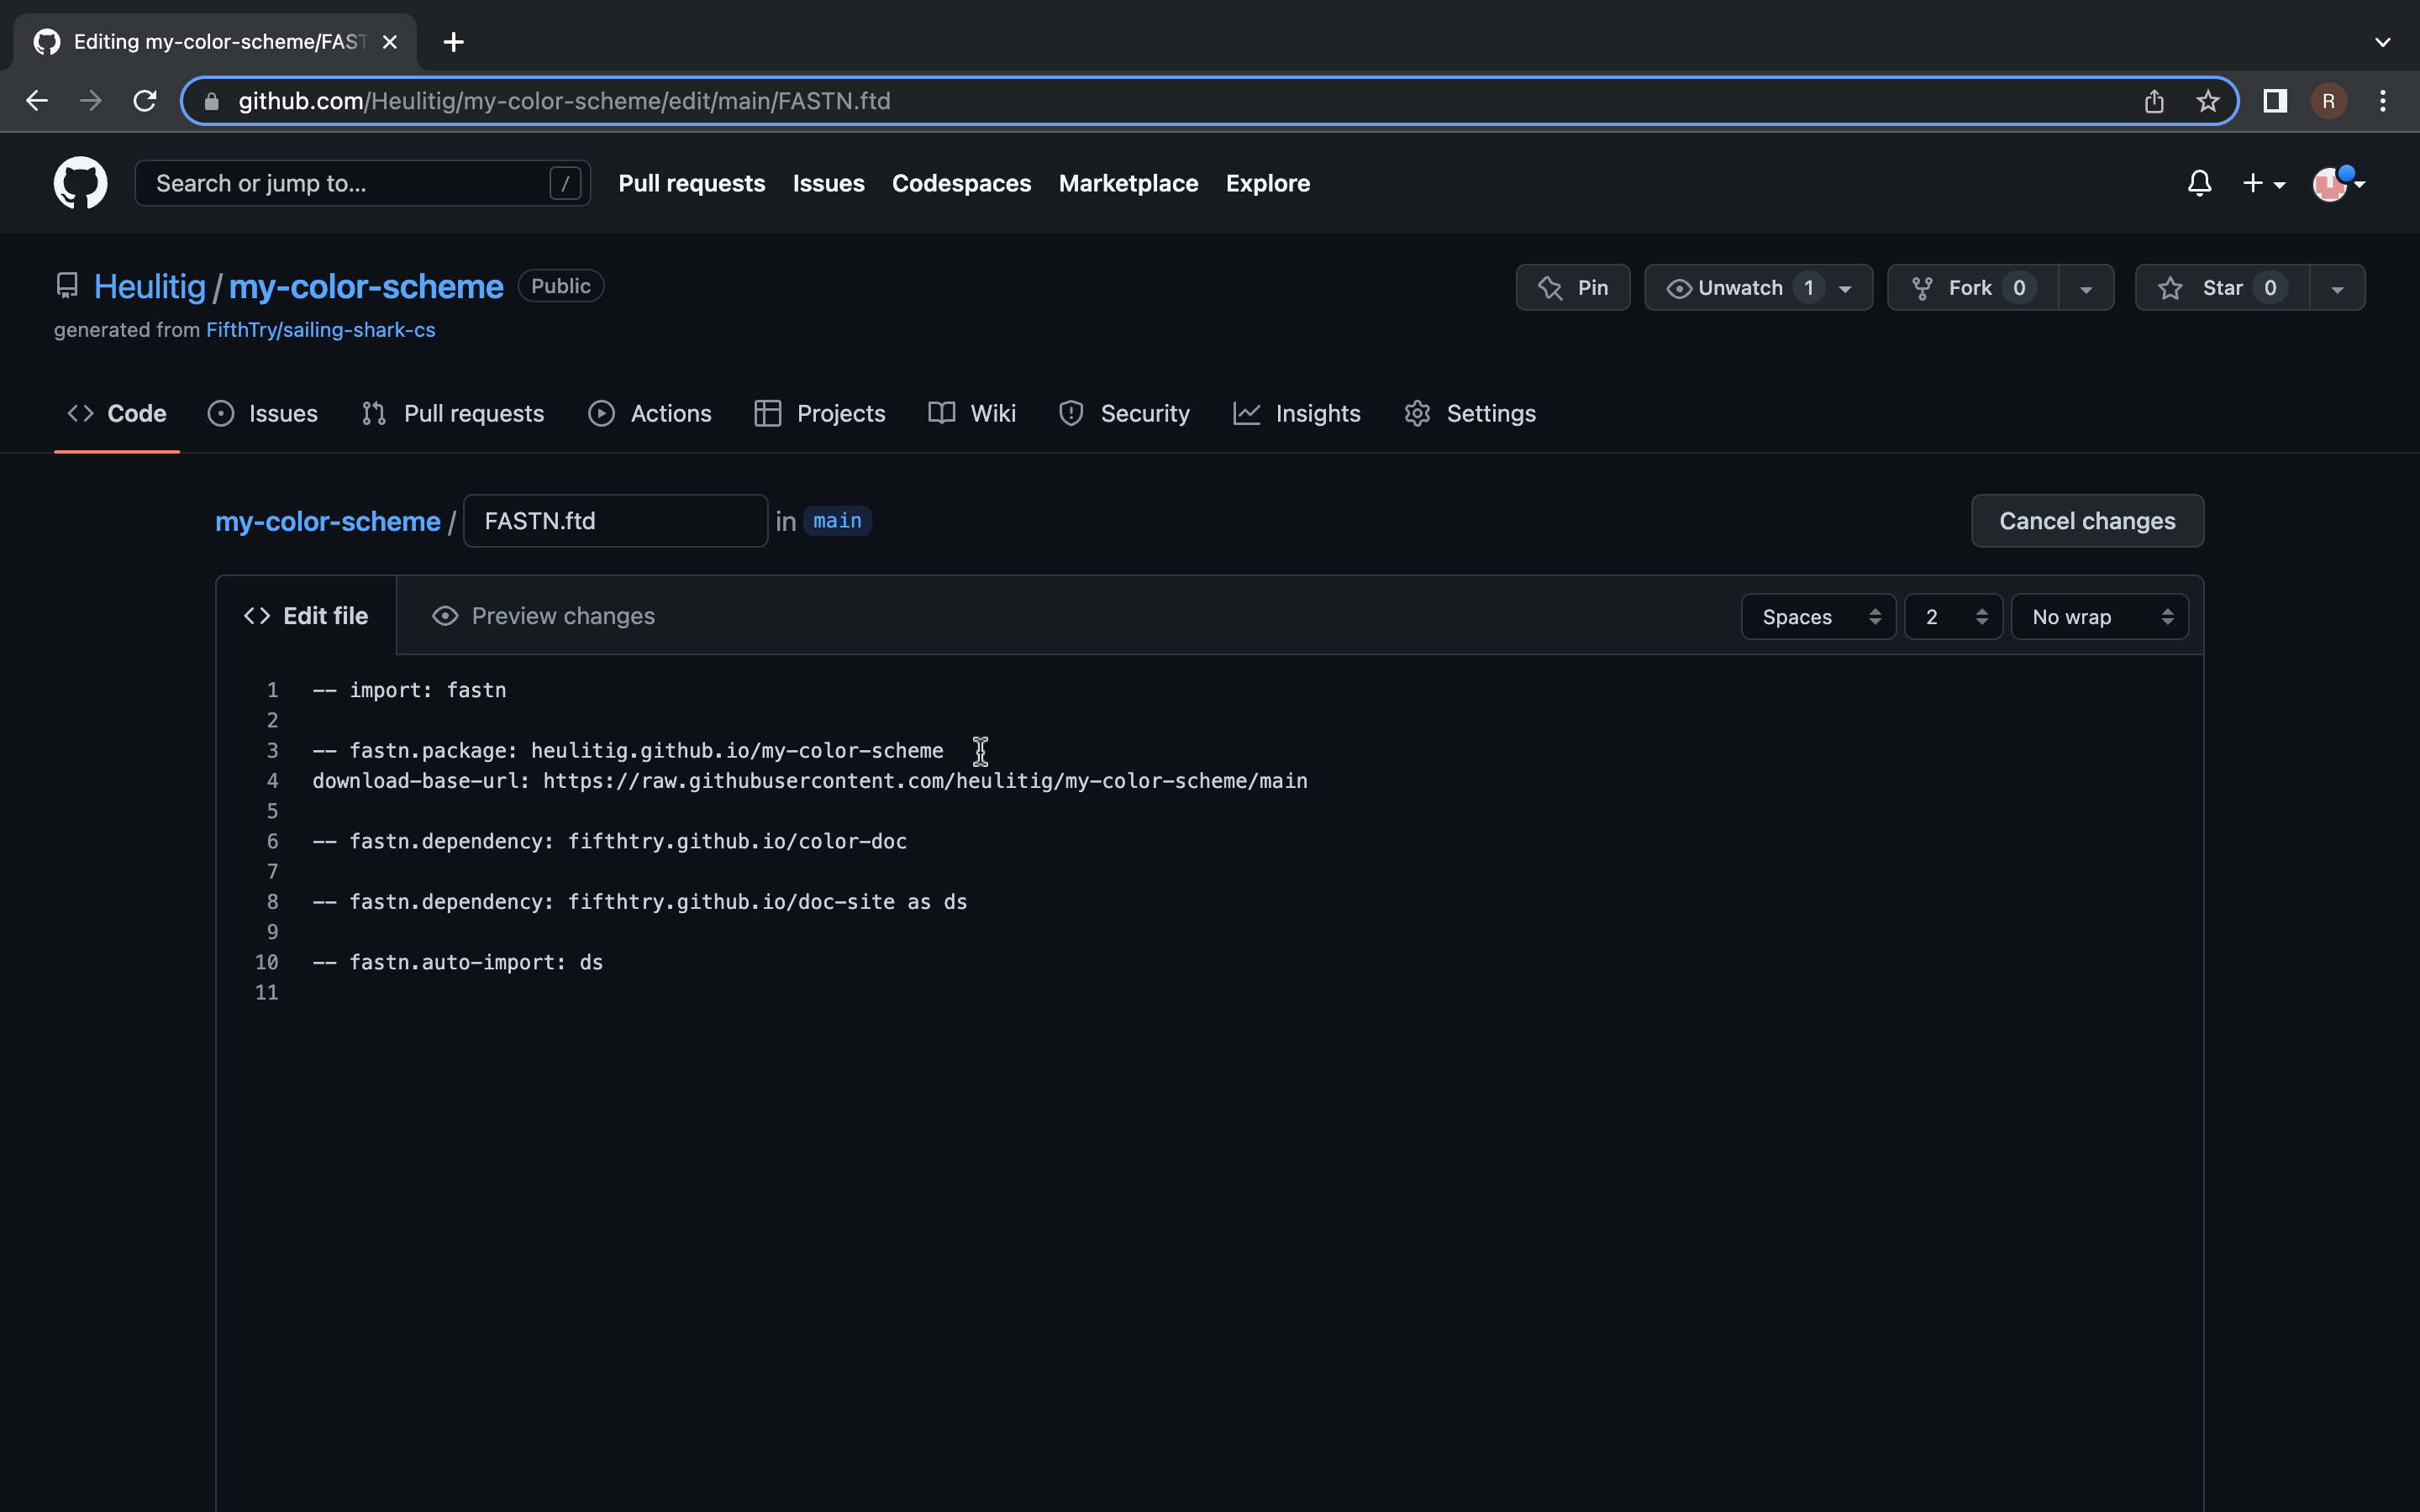 Editing my-color-scheme/FAST
github.com/Heulitig/my-color-scheme/edit/main/FASTN.ftd
R
Search or jump to... /
Pull requests Issues Codespaces Marketplace Explore
Heulitig / my-color-scheme Public
Pin Unwatch 1 Fork 0 Star 0
generated from FifthTry/sailing-shark-cs
Code Issues Pull requests Actions Projects Wiki Security Insights Settings
my-color-scheme / FASTN.ftd in main
Cancel changes
Edit file Preview changes
Spaces 2 No wrap
1 -- import: fastn
2
3 -- fastn.package: heulitig.github.io/my-color-scheme
4 download-base-url: https://raw.githubusercontent.com/heulitig/my-color-scheme/main
5
6 -- fastn.dependency: fifthtry.github.io/color-doc
7
8 -- fastn.dependency: fifthtry.github.io/doc-site as ds
9
10 -- fastn.auto-import: ds
11